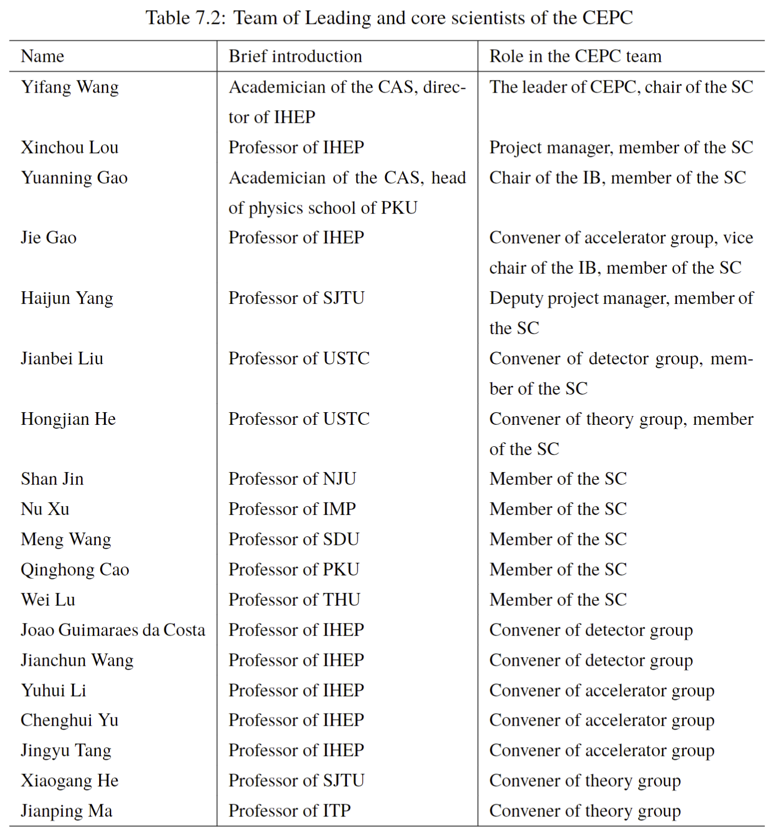 Table 7.2: Team of Leading and core scientists of the CEPC
Name Brief introduction Role in the CEPC team
Yifang Wang Academician of the CAS, direc- The leader of CEPC, chair of the SC
tor of IHEP
Xinchou Lou Professor of IHEP Project manager, member of the SC
Yuanning Gao Academician of the CAS, head Chair of the IB, member of the SC
of physics school of PKU
Jie Gao Professor of IHEP Convener of accelerator group, vice
chair of the IB, member of the SC
Haijun Yang Professor of SJTU Deputy project manager, member of
the SC
Jianbei Liu Professor of USTC Convener of detector group, mem-
ber of the SC
Hongjian He Professor of USTC Convener of theory group, member
of the SC
Shan Jin Professor of NJU Member of the SC
Nu Xu Professor of IMP Member of the SC
Meng Wang Professor of SDU Member of the SC
Qinghong Cao Professor of PKU Member of the SC
Wei Lu Professor of THU Member of the SC
Joao Guimaraes da Costa Professor of IHEP Convener of detector group
Jianchun Wang Professor of IHEP Convener of detector group
Yuhui Li Professor of IHEP Convener of accelerator group
Chenghui Yu Professor of IHEP Convener of accelerator group
Jingyu Tang Professor of IHEP Convener of accelerator group
Xiaogang He Professor of SJTU Convener of theory group
Jianping Ma Professor of ITP Convener of theory group